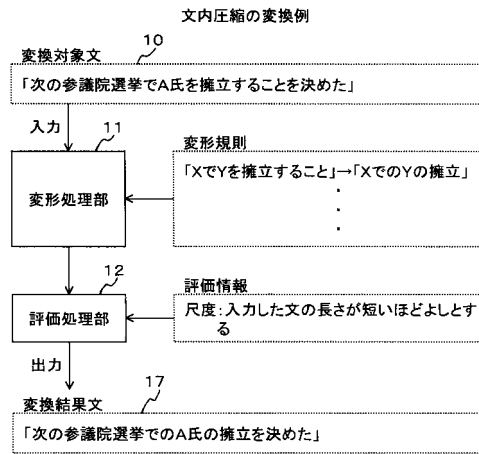 文内圧縮の変換例
変換対象文
10
「次の参議院選挙でA氏を擁立することを決めた」
入力
11
変形処理部
変形規則
「XでYを擁立すること」→「XでのYの擁立」
・
・
・
12
評価処理部
評価情報
尺度:入力した文の長さが短いほどよしとす
る
出力
変換結果文
17
「次の参議院選挙でのA氏の擁立を決めた」